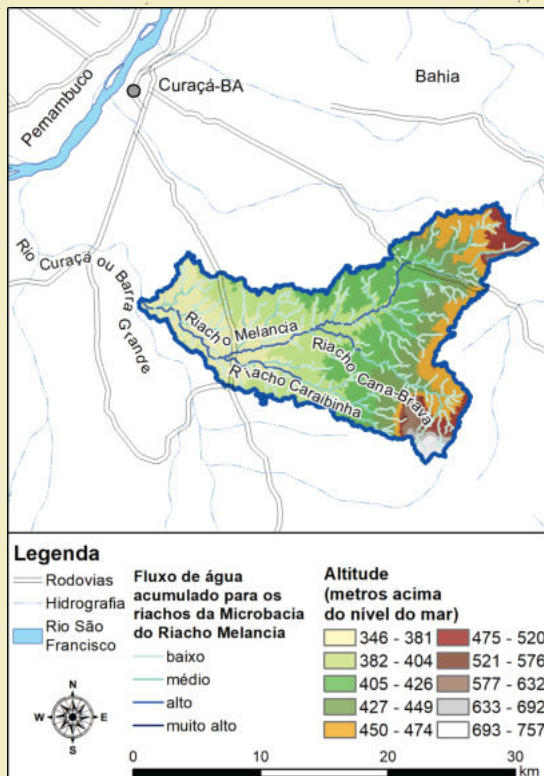 Pernambuco
Curaçá-BA
Bahia
Rio Curaçá ou Barra Grande
Riacho Melancia
Riacho Cana-Brava
Riacho Caraibinha
Legenda
Rodovias
Hidrografia
Rio São
Francisco
N
W
E
S
Fluxo de água
acumulado para os
riachos da Microbacia
do Riacho Melancia
baixo
médio
alto
muito alto
Altitude
(metros acima
do nível do mar)
346 - 381
382 - 404
405 - 426
427 - 449
450 - 474
475 - 520
521 - 576
577 - 632
633 - 692
693 - 757
0 10 20 30
km